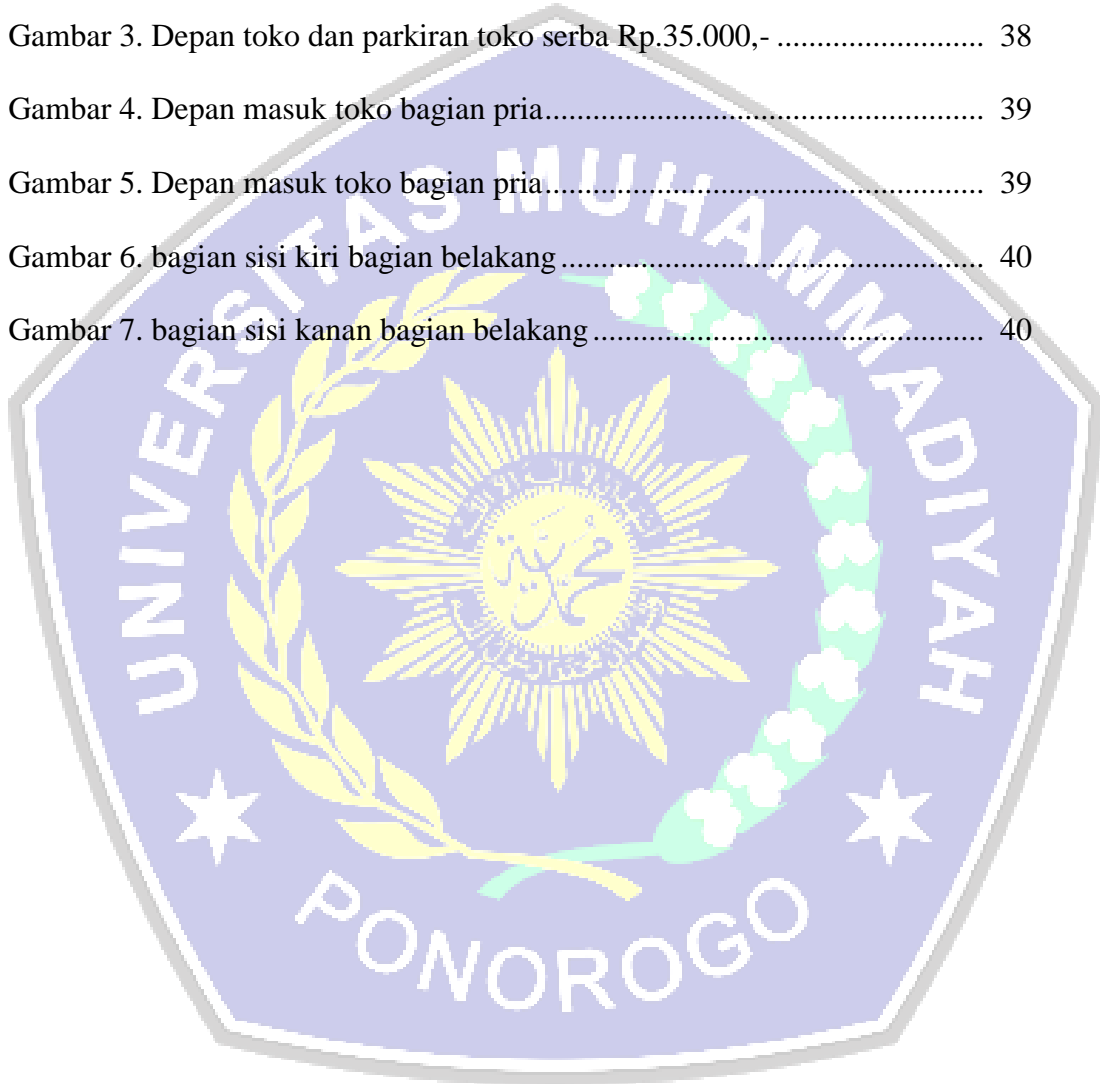 Gambar 3. Depan toko dan parkiran toko serba Rp.35.000,- .......................... 38
Gambar 4. Depan masuk toko bagian pria....................................................... 39
Gambar 5. Depan masuk toko bagian pria....................................................... 39
Gambar 6. bagian sisi kiri bagian belakang ..................................................... 40
Gambar 7. bagian sisi kanan bagian belakang ................................................. 40
UNIVERSITAS MUHAMMADIYAH
PONOROGO